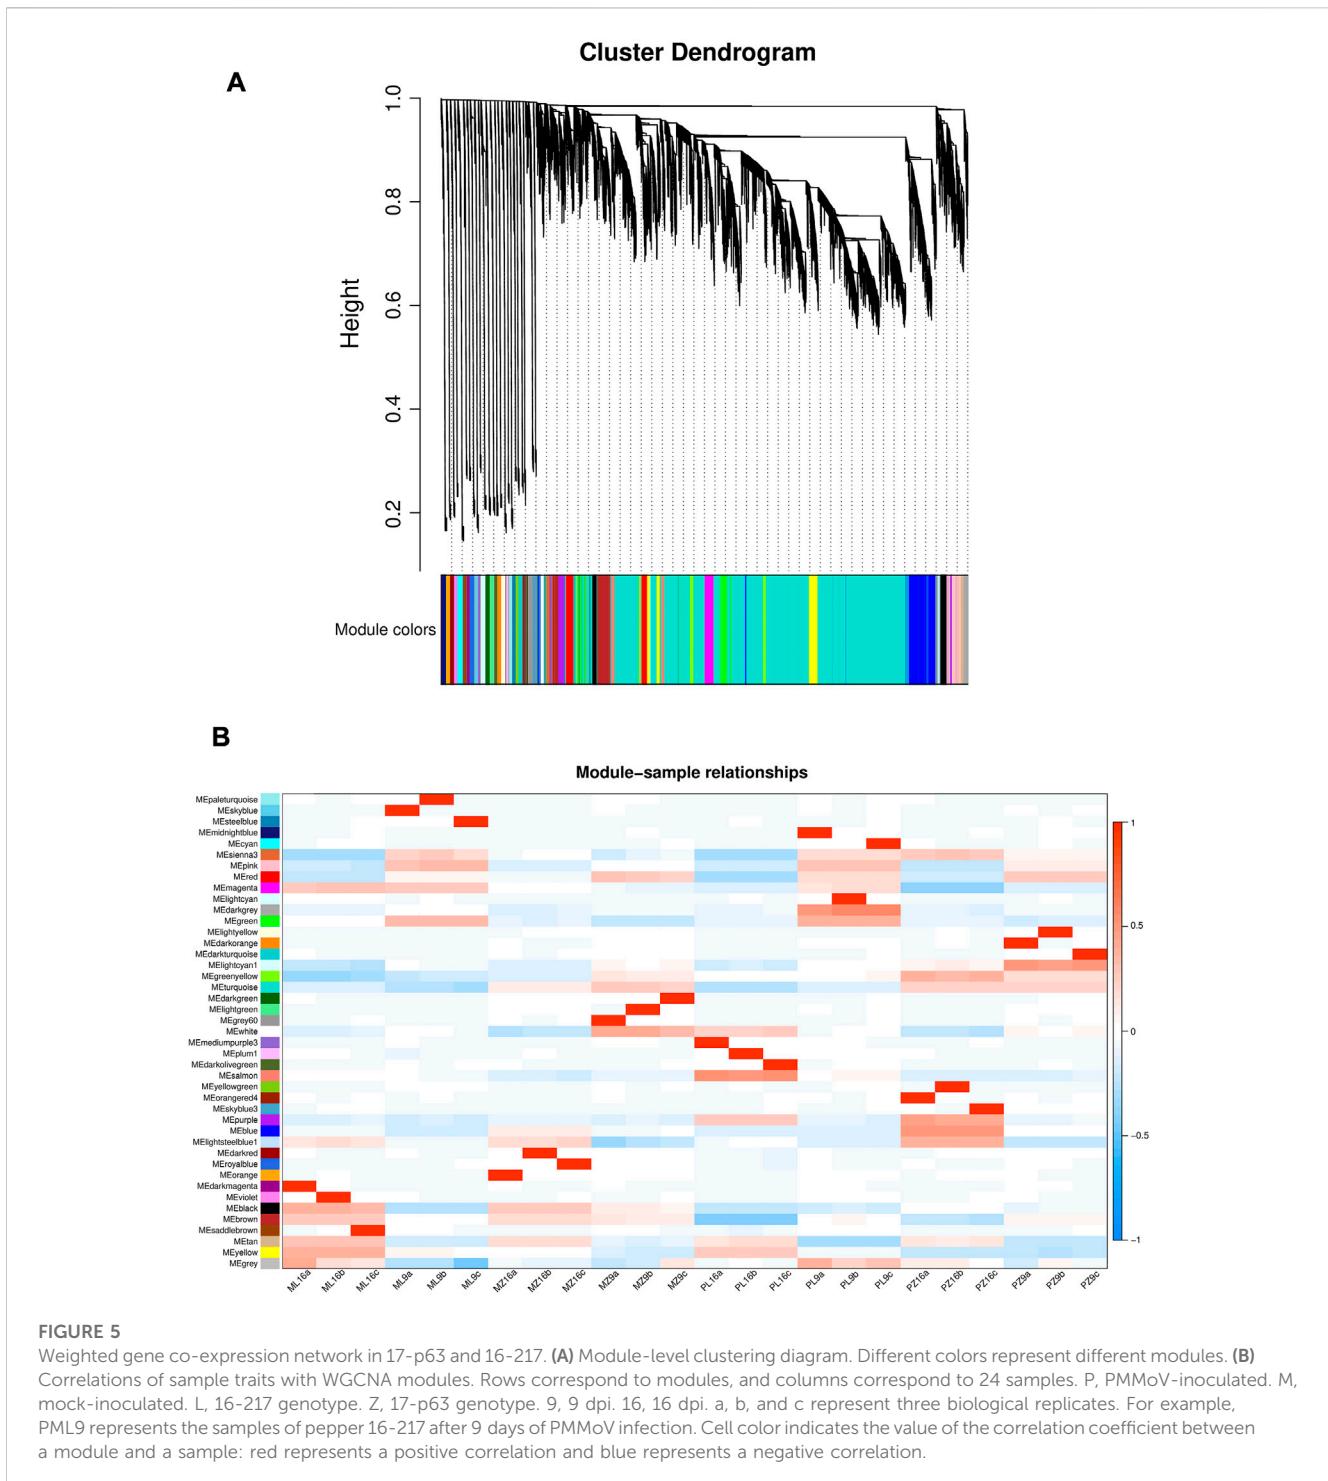 Cluster Dendrogram
A
Height
1.0
0.8
0.6
0.4
0.2
Module colors
B
Module–sample relationships
MEpaleturquoise
MEskyblue
MEsteelblue
MEmidnightblue
MEcyan
MEsienna3
MEpink
MEred
MEmagenta
MElightcyan
MEdarkgrey
MEgreen
MElightyellow
MEdarkorange
MEdarkturquoise
MElightcyan1
MEgreenyellow
MEturquoise
MEdarkgreen
MElightgreen
MEgrey60
MEwhite
MEmediumpurple3
MEplum1
MEdarkolivegreen
MEsalmon
MEyellowgreen
MEorangered4
MEskyblue3
MEpurple
MEblue
MElightsteelblue1
MEdarkred
MEroyalblue
MEorange
MEdarkmagenta
MEviolet
MEblack
MEbrown
MEsaddlebrown
MEtan
MEyellow
MEgrey
1
0.5
0
−0.5
−1
ML16a ML16b ML16c ML9a ML9b ML9c MZ16a MZ16b MZ16c MZ9a MZ9b MZ9c PL16a PL16b PL16c PL9a PL9b PL9c PZ16a PZ16b PZ16c PZ9a PZ9b PZ9c
FIGURE 5
Weighted gene co-expression network in 17-p63 and 16-217. (A) Module-level clustering diagram. Different colors represent different modules. (B)
Correlations of sample traits with WGCNA modules. Rows correspond to modules, and columns correspond to 24 samples. P, PMMoV-inoculated. M,
mock-inoculated. L, 16-217 genotype. Z, 17-p63 genotype. 9, 9 dpi. 16, 16 dpi. a, b, and c represent three biological replicates. For example,
PML9 represents the samples of pepper 16-217 after 9 days of PMMoV infection. Cell color indicates the value of the correlation coefficient between
a module and a sample: red represents a positive correlation and blue represents a negative correlation.